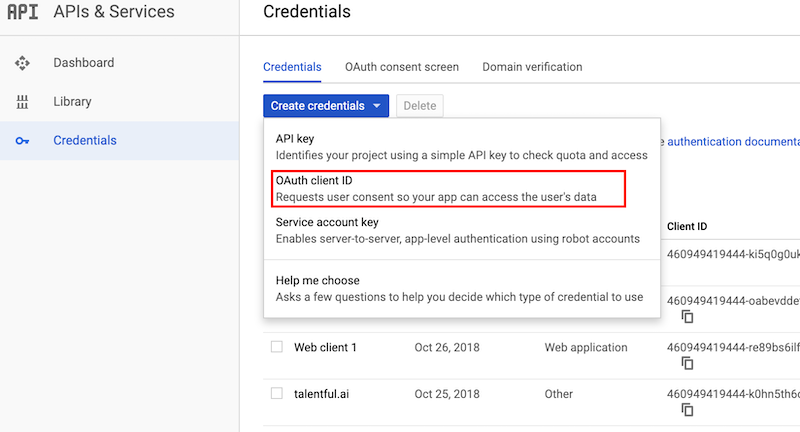 API APIs & Services
Credentials
Dashboard
Library
Credentials
Credentials OAuth consent screen Domain verification
Create credentials Delete
API key
Identifies your project using a simple API key to check quota and access
OAuth client ID
Requests user consent so your app can access the user's data
Service account key
Enables server-to-server, app-level authentication using robot accounts
Help me choose
Asks a few questions to help you decide which type of credential to use
e authentication documenta
Client ID
460949419444-ki5q0g0uk
460949419444-oabevddef
Web client 1 Oct 26, 2018 Web application 460949419444-re89bs6ilf
talentful.ai Oct 25, 2018 Other 460949419444-k0hn5th6c